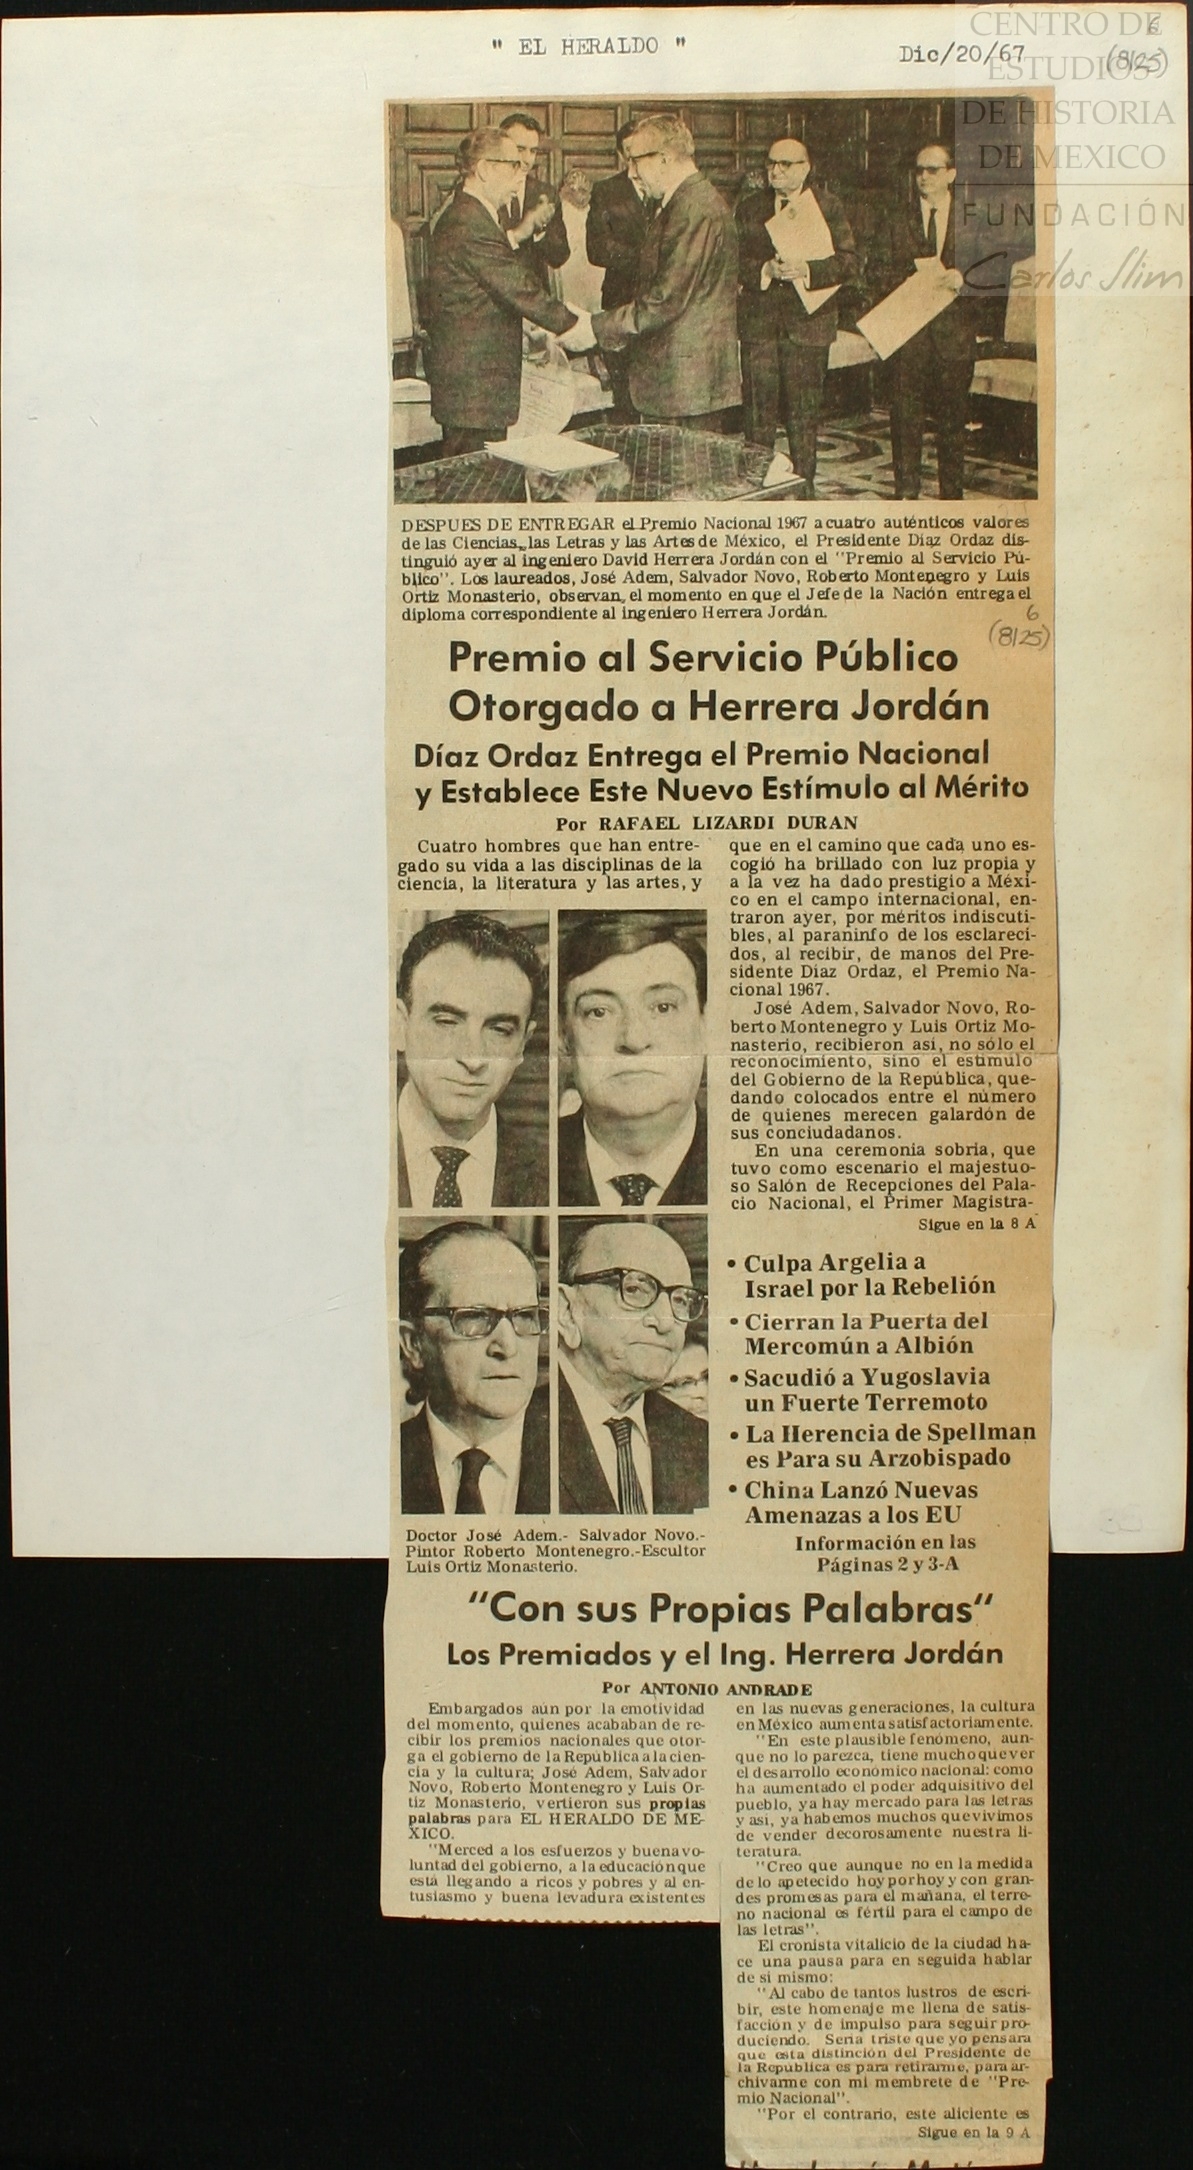 " EL HERALDO "
Dic/20/67
6
(8125)
CENTRO DE
ESTUDIOS
DE HISTORIA
DE MEXICO
FUNDACIÓN
Carlos Slim
DESPUES DE ENTREGAR el Premio Nacional 1967 a cuatro auténticos valores
de las Ciencias, las Letras y las Artes de México, el Presidente Díaz Ordaz dis-
tinguió ayer al ingeniero David Herrera Jordán con el "Premio al Servicio Pú-
blico". Los laureados, José Adem, Salvador Novo, Roberto Montenegro y Luis
Ortiz Monasterio, observan, el momento en que el Jefe de la Nación entrega el
diploma correspondiente al ingeniero Herrera Jordán.
6
(8125)
Premio al Servicio Público
Otorgado a Herrera Jordán
Díaz Ordaz Entrega el Premio Nacional
y Establece Este Nuevo Estímulo al Mérito
Por RAFAEL LIZARDI DURAN
Cuatro hombres que han entre-
gado su vida a las disciplinas de la
ciencia, la literatura y las artes, y
que en el camino que cada uno es-
cogió ha brillado con luz propia y
a la vez ha dado prestigio a Méxi-
co en el campo internacional, en-
traron ayer, por méritos indiscuti-
bles, al paraninfo de los esclareci-
dos, al recibir, de manos del Pre-
sidente Díaz Ordaz, el Premio Na-
cional 1967.
José Adem, Salvador Novo, Ro-
berto Montenegro y Luis Ortiz Mo-
nasterio, recibieron así, no sólo el
reconocimiento, sino el estímulo
del Gobierno de la República, que-
dando colocados entre el número
de quienes merecen galardón de
sus conciudadanos.
En una ceremonia sobria, que
tuvo como escenario el majestuo-
so Salón de Recepciones del Pala-
cio Nacional, el Primer Magistra-
Sigue en la 8 A
• Culpa Argelia a
Israel por la Rebelión
• Cierran la Puerta del
Mercomún a Albión
• Sacudió a Yugoslavia
un Fuerte Terremoto
• La Herencia de Spellman
es Para su Arzobispado
• China Lanzó Nuevas
Amenazas a los EU
Información en las
Páginas 2 y 3-A
Doctor José Adem.- Salvador Novo.-
Pintor Roberto Montenegro.-Escultor
Luis Ortiz Monasterio.
"Con sus Propias Palabras"
Los Premiados y el Ing. Herrera Jordán
Por ANTONIO ANDRADE
Embargados aún por la emotividad
del momento, quienes acababan de re-
cibir los premios nacionales que otor-
ga el gobierno de la República a la cien-
cia y la cultura; José Adem, Salvador
Novo, Roberto Montenegro y Luis Or-
tiz Monasterio, vertieron sus propias
palabras para EL HERALDO DE ME-
XICO.
"Merced a los esfuerzos y buena vo-
luntad del gobierno, a la educación que
está llegando a ricos y pobres y al en-
tusiasmo y buena levadura existentes
en las nuevas generaciones, la cultura
en México aumenta satisfactoriamente.
"En este plausible fenómeno, aun-
que no lo parezca, tiene mucho que ver
el desarrollo económico nacional: como
ha aumentado el poder adquisitivo del
pueblo, ya hay mercado para las letras
y así, ya habemos muchos que vivimos
de vender decorosamente nuestra li-
teratura.
"Creo que aunque no en la medida
de lo apetecido hoy por hoy y con gran-
des promesas para el mañana, el terre-
no nacional es fértil para el campo de
las letras".
El cronista vitalicio de la ciudad ha-
ce una pausa para en seguida hablar
de sí mismo:
"Al cabo de tantos lustros de escri-
bir, este homenaje me llena de satis-
facción y de impulso para seguir pro-
duciendo. Sería triste que yo pensara
que esta distinción del Presidente de
la República es para retirarme, para ar-
chivarme con mi membrete de "Pre-
mio Nacional".
"Por el contrario, este aliciente es
Sigue en la 9 A